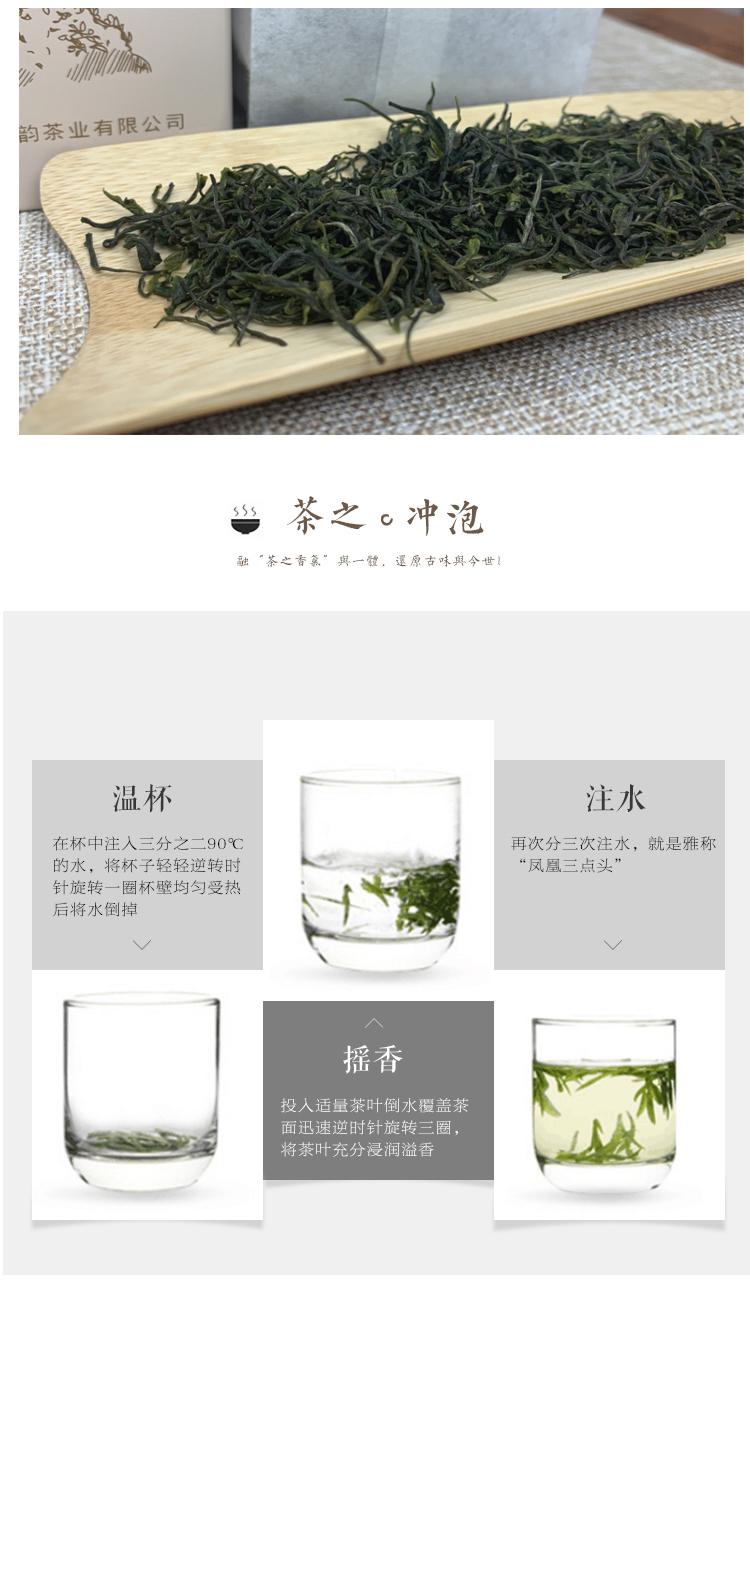 韵茶业有限公司
茶之冲泡
融“茶之香氣”與一體，還原古味與今世！
温杯
在杯中注入三分之二90℃
的水，将杯子轻轻逆转时
针旋转一圈杯壁均匀受热
后将水倒掉
注水
再次分三次注水，就是雅称
“凤凰三点头”
摇香
投入适量茶叶倒水覆盖茶
面迅速逆时针旋转三圈，
将茶叶充分浸润溢香